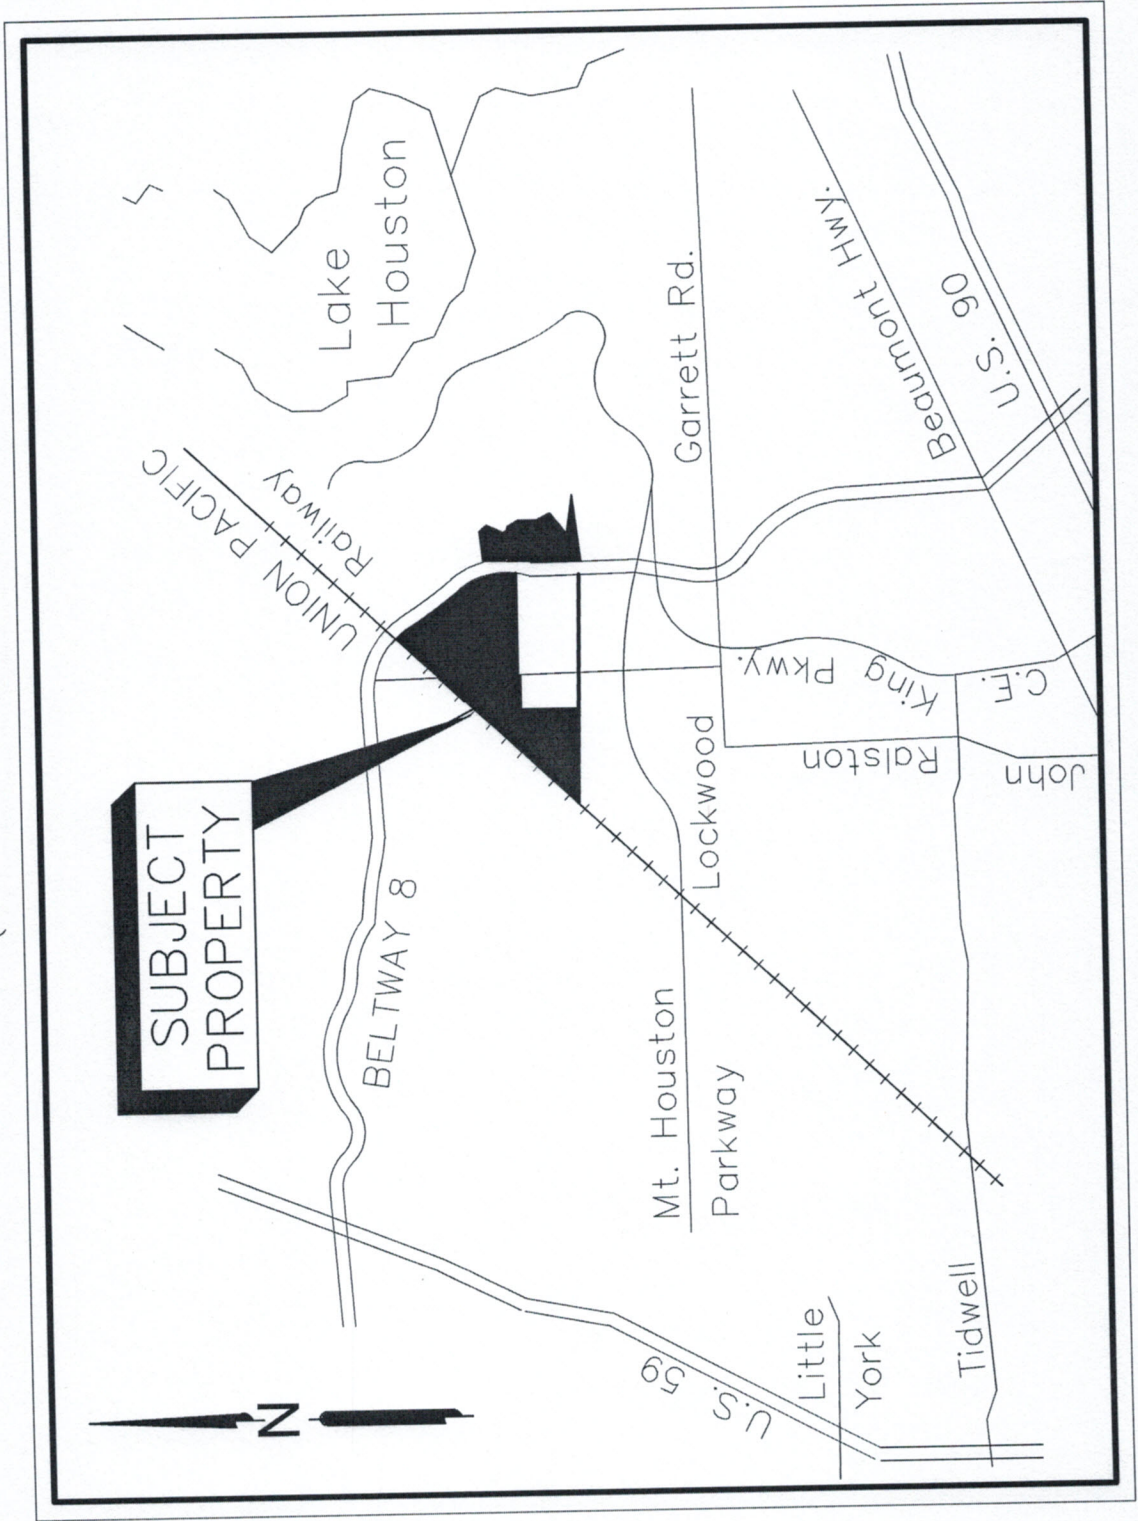 Lake
Houston
UNION PACIFIC
Railway
SUBJECT
PROPERTY
BELTWAY 8
Garrett Rd.
Beaumont Hwy.
U.S. 90
C.E.
King
Pkwy.
John
Ralston
Lockwood
Mt. Houston
Parkway
U.S.
59
Little
York
Tidwell
N